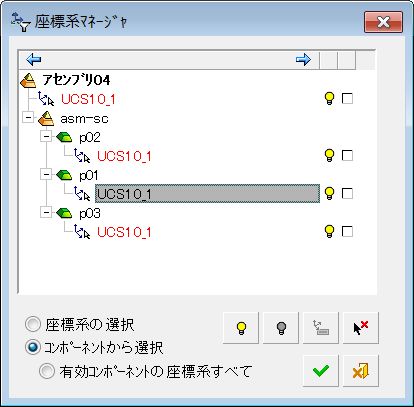 座標系ﾏﾈｰｼﾞｬ
ｱｾﾝﾌﾞﾘ04
UCS10_1
asm-sc
p02
UCS10_1
p01
UCS10_1
p03
UCS10_1
座標系の選択
ｺﾝﾎﾟｰﾈﾝﾄから選択
有効ｺﾝﾎﾟｰﾈﾝﾄの座標系すべて